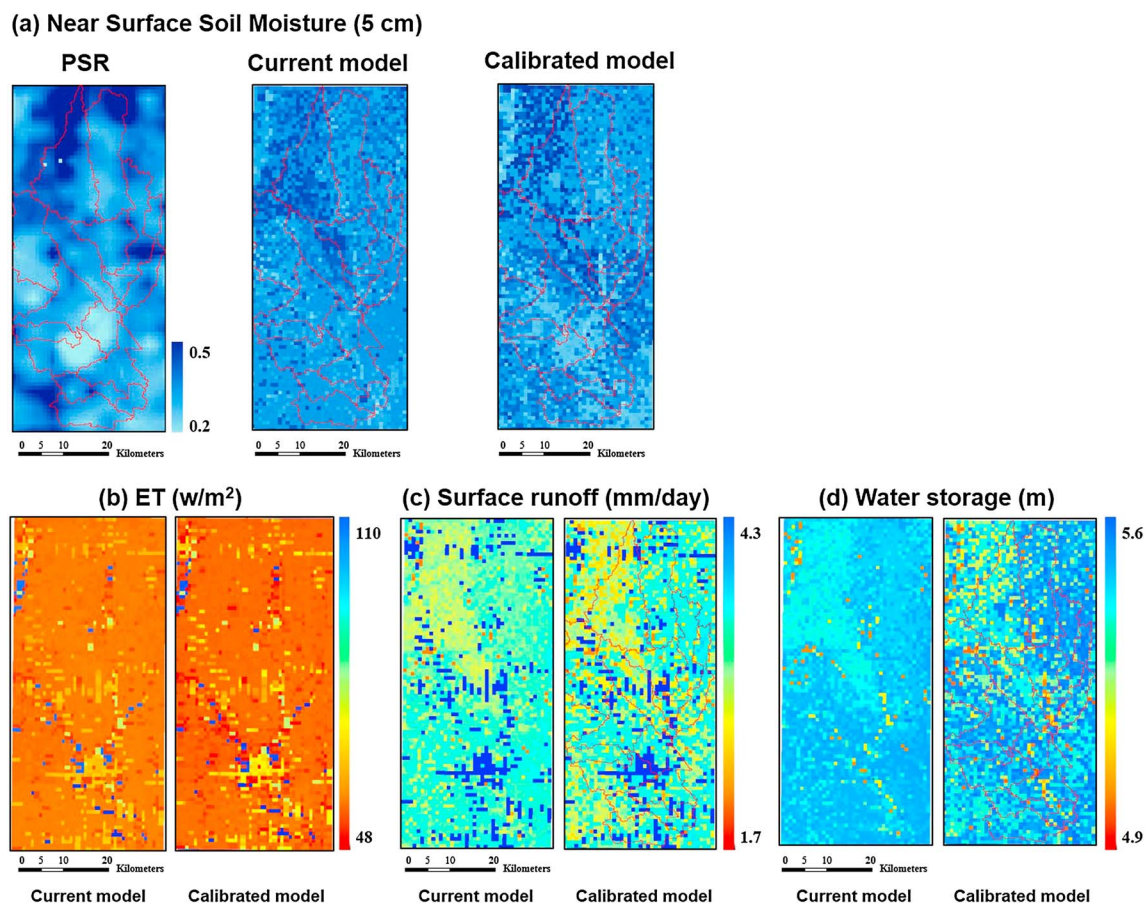 (a) Near Surface Soil Moisture (5 cm)
PSR
Current model
Calibrated model
0.5
0.2
0 5 10 20
Kilometers
0 5 10 20
Kilometers
0 5 10 20
Kilometers
(b) ET (w/m²)
(c) Surface runoff (mm/day)
(d) Water storage (m)
110
48
4.3
1.7
5.6
4.9
0 5 10 20 Kilometers
0 5 10 20 Kilometers
0 5 10 20 Kilometers
Current model
Calibrated model
Current model
Calibrated model
Current model
Calibrated model